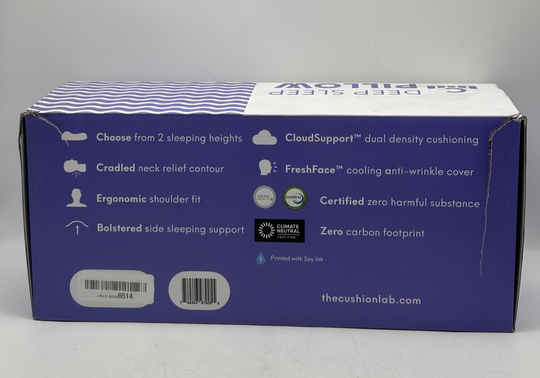 DEEP SLEEP
PILLOW
Choose from 2 sleeping heights
CloudSupport™ dual density cushioning
Cradled neck relief contour
FreshFace™ cooling anti-wrinkle cover
Ergonomic shoulder fit
Certified zero harmful substance
Bolstered side sleeping support
CLIMATE
NEUTRAL
CERTIFIED
Zero carbon footprint
Printed with Soy Ink
6514
thecushionlab.com